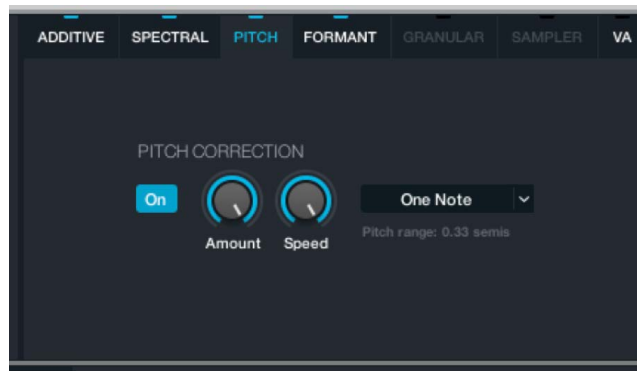 ADDITIVE SPECTRAL PITCH FORMANT GRANULAR SAMPLER VA
PITCH CORRECTION
On
One Note
Amount Speed
Pitch range: 0.33 semis